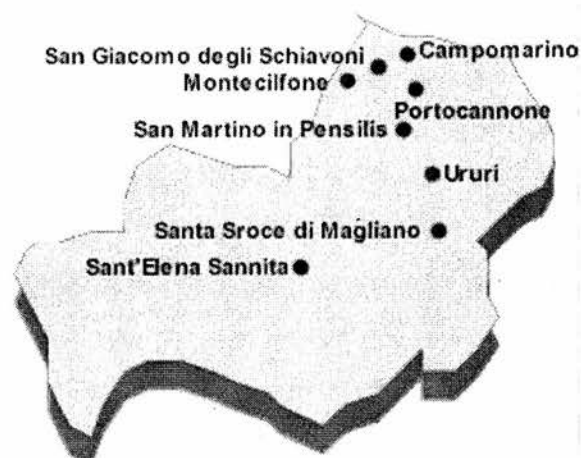 San Giacomo degli Schiavoni
Campomarino
Montecilfone
Portocannone
San Martino in Pensilis
Ururi
Santa Sroce di Magliano
Sant'Elena Sannita